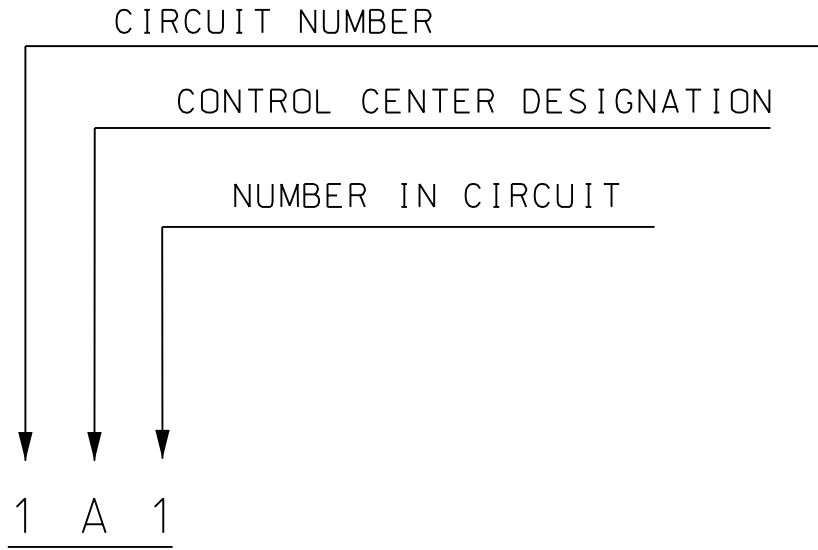 CIRCUIT NUMBER
CONTROL CENTER DESIGNATION
NUMBER IN CIRCUIT
1 A 1